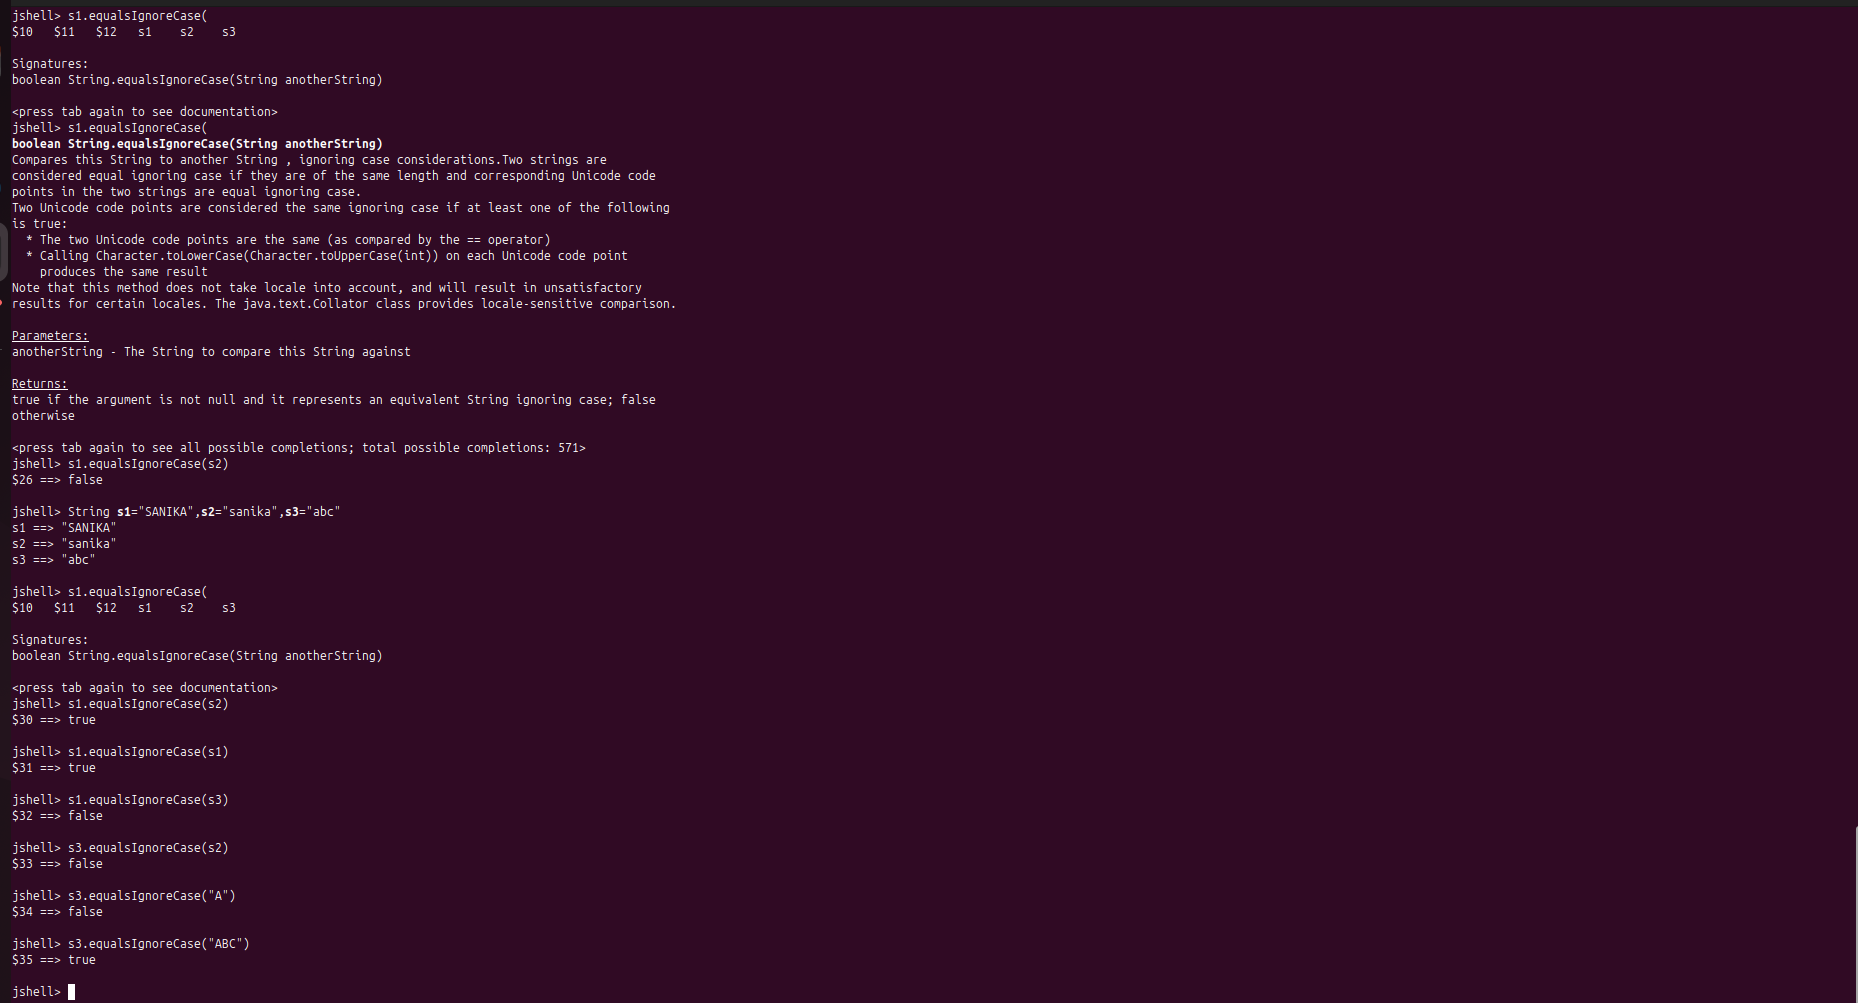 jshell> s1.equalsIgnoreCase(
$10   $11   $12   s1    s2    s3
Signatures:
boolean String.equalsIgnoreCase(String anotherString)
<press tab again to see documentation>
jshell> s1.equalsIgnoreCase(
boolean String.equalsIgnoreCase(String anotherString)
Compares this String to another String , ignoring case considerations.Two strings are
considered equal ignoring case if they are of the same length and corresponding Unicode code
points in the two strings are equal ignoring case.
Two Unicode code points are considered the same ignoring case if at least one of the following
is true:
  * The two Unicode code points are the same (as compared by the == operator)
  * Calling Character.toLowerCase(Character.toUpperCase(int)) on each Unicode code point
    produces the same result
Note that this method does not take locale into account, and will result in unsatisfactory
results for certain locales. The java.text.Collator class provides locale-sensitive comparison.
Parameters:
anotherString - The String to compare this String against
Returns:
true if the argument is not null and it represents an equivalent String ignoring case; false
otherwise
<press tab again to see all possible completions; total possible completions: 571>
jshell> s1.equalsIgnoreCase(s2)
$26 ==> false
jshell> String s1="SANIKA",s2="sanika",s3="abc"
s1 ==> "SANIKA"
s2 ==> "sanika"
s3 ==> "abc"
jshell> s1.equalsIgnoreCase(
$10   $11   $12   s1    s2    s3
Signatures:
boolean String.equalsIgnoreCase(String anotherString)
<press tab again to see documentation>
jshell> s1.equalsIgnoreCase(s2)
$30 ==> true
jshell> s1.equalsIgnoreCase(s1)
$31 ==> true
jshell> s1.equalsIgnoreCase(s3)
$32 ==> false
jshell> s3.equalsIgnoreCase(s2)
$33 ==> false
jshell> s3.equalsIgnoreCase("A")
$34 ==> false
jshell> s3.equalsIgnoreCase("ABC")
$35 ==> true
jshell>